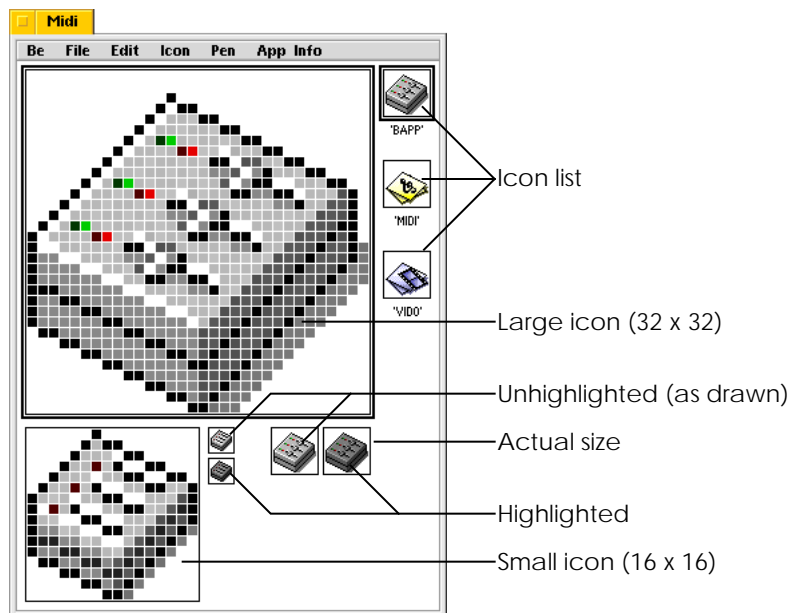 Midi
Be File Edit Icon Pen App Info
'BAPP'
Icon list
'MIDI'
'VIDO'
Large icon (32 x 32)
Unhighlighted (as drawn)
Actual size
Highlighted
Small icon (16 x 16)